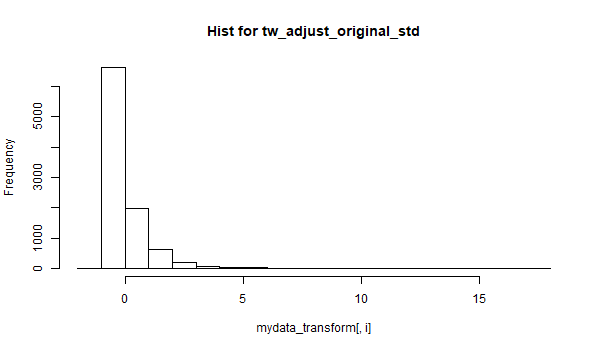 Hist for tw_adjust_original_std
Frequency
5000
3000
1000
0
0 5 10 15
mydata_transform[, i]